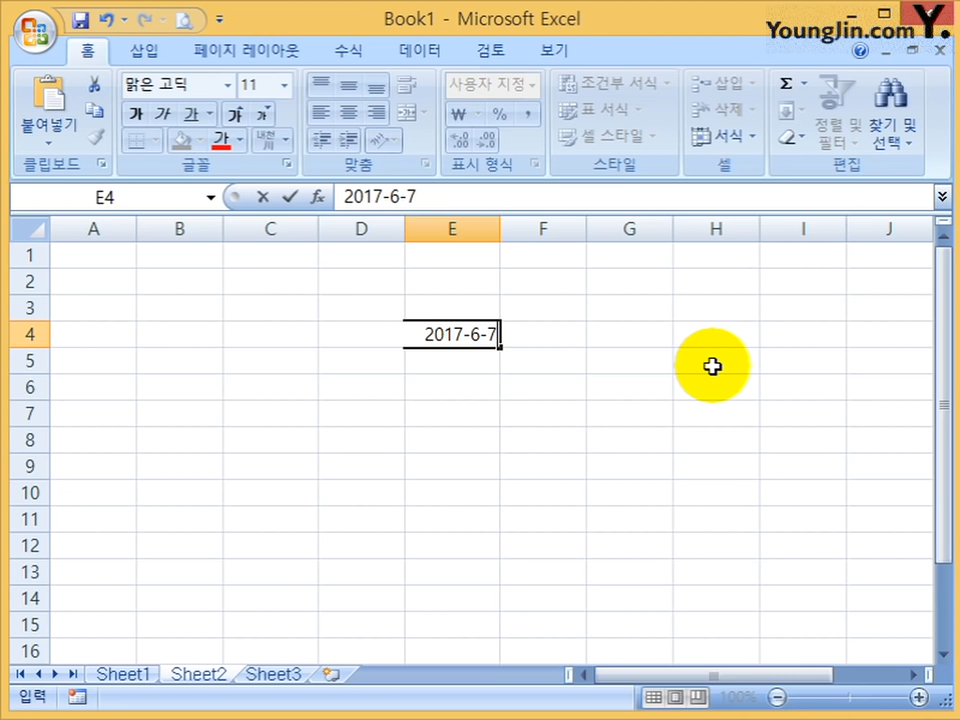 Book1 - Microsoft Excel
YoungJin.com Y.
홈 삽입 페이지 레이아웃 수식 데이터 검토 보기
붙여넣기
클립보드
맑은 고딕 11
가 가 가 가 가
가 내천
글꼴
맞춤
사용자 지정
₩ % ,
표시 형식
조건부 서식
표 서식
셀 스타일
스타일
삽입
삭제
서식
셀
Σ
정렬 및 필터
찾기 및 선택
편집
E4 fx 2017-6-7
A B C D E F G H I J
1
2
3
4 2017-6-7
5
6
7
8
9
10
11
12
13
14
15
16
Sheet1 Sheet2 Sheet3
입력 100%